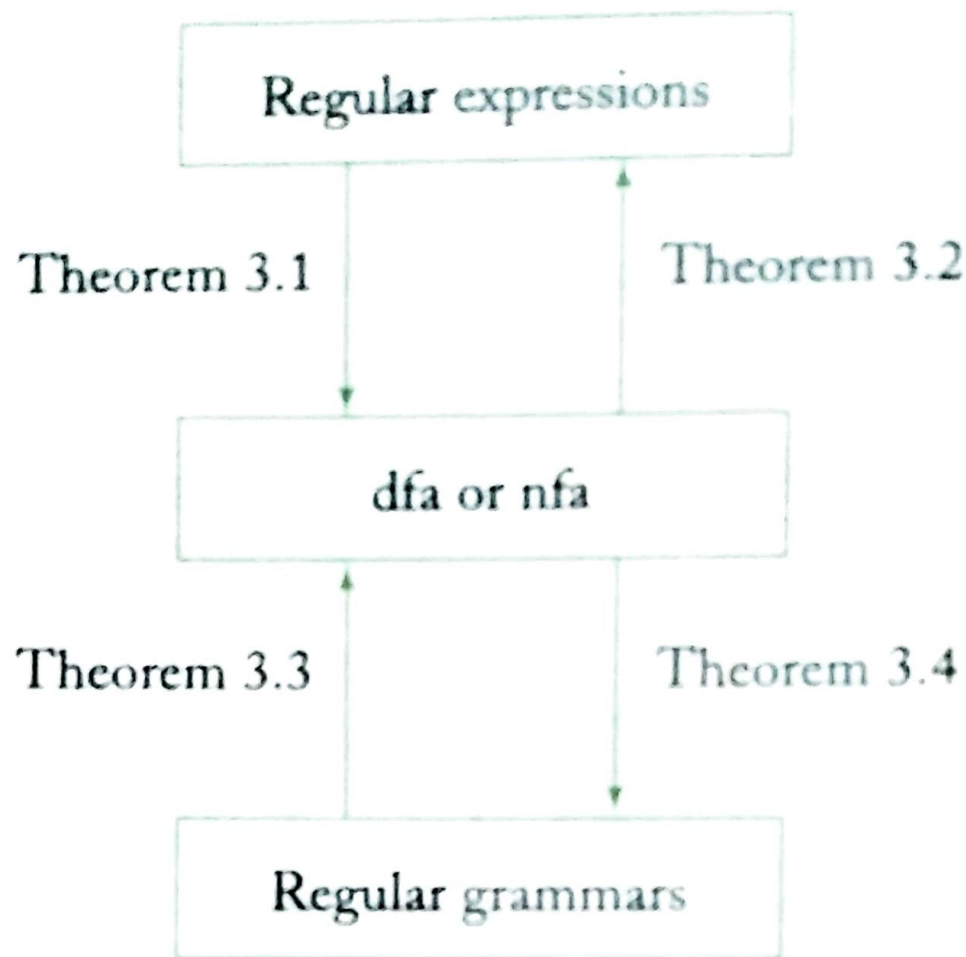 Regular expressions
Theorem 3.1
Theorem 3.2
dfa or nfa
Theorem 3.3
Theorem 3.4
Regular grammars